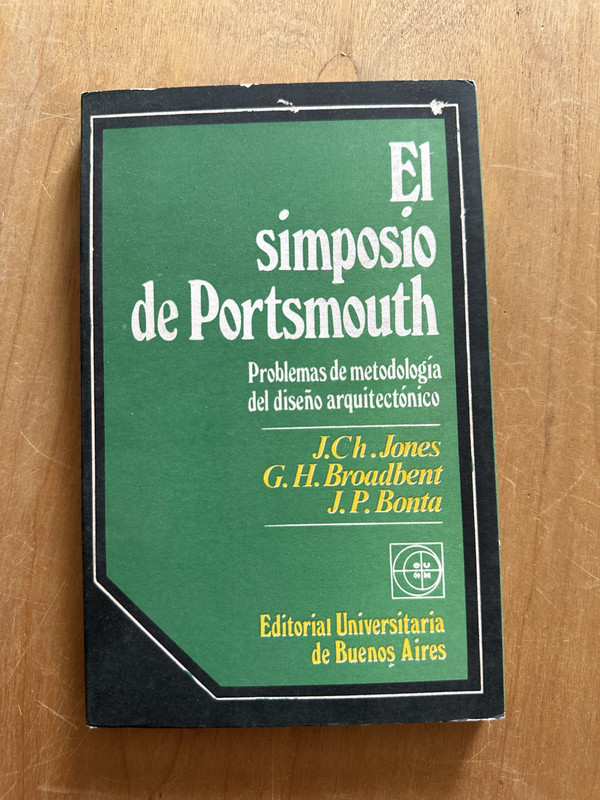 El
simposio
de Portsmouth
Problemas de metodología
del diseño arquitectónico
J.Ch.Jones
G.H.Broadbent
J.P.Bonta
Editorial Universitaria
de Buenos Aires